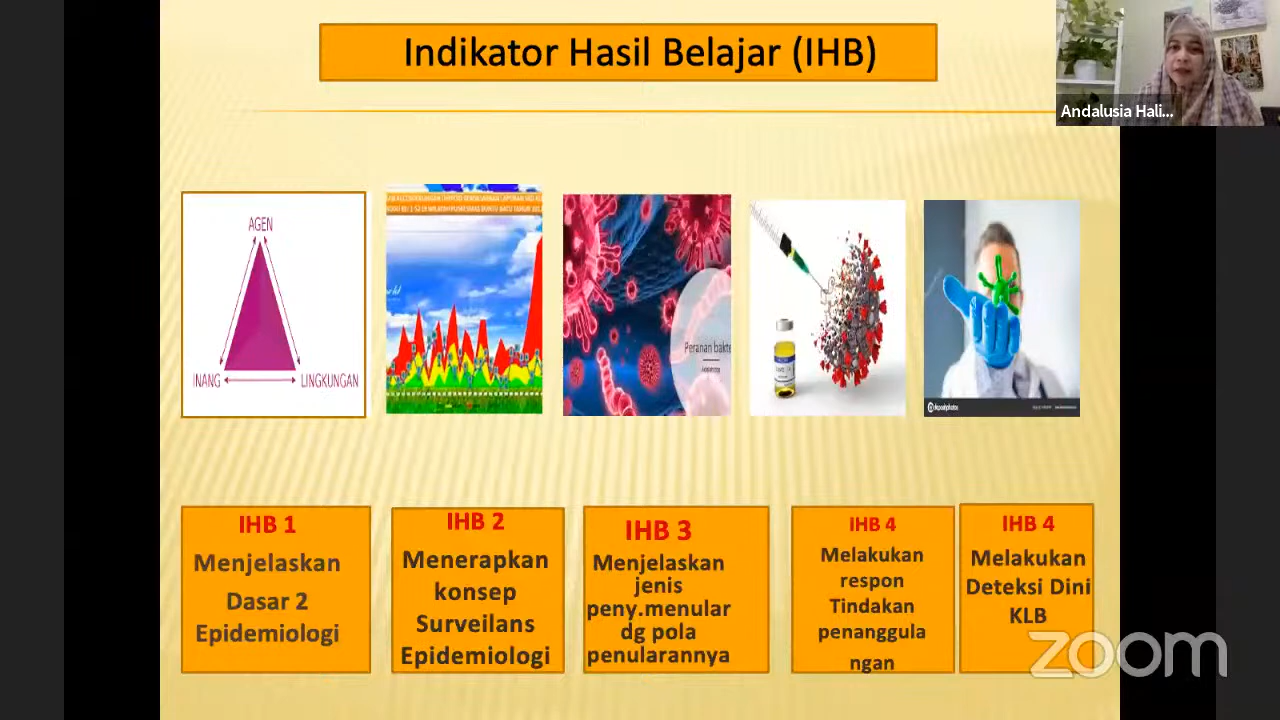 Indikator Hasil Belajar (IHB)
Andalusia Hali...
AGEN
INANG
LINGKUNGAN
Peranan bakte
IHB 1
Menjelaskan
Dasar 2
Epidemiologi
IHB 2
Menerapkan
konsep
Surveilans
Epidemiologi
IHB 3
Menjelaskan
jenis
peny.menular
dg pola
penularannya
IHB 4
Melakukan
respon
Tindakan
penanggula
ngan
IHB 4
Melakukan
Deteksi Dini
KLB
zoom